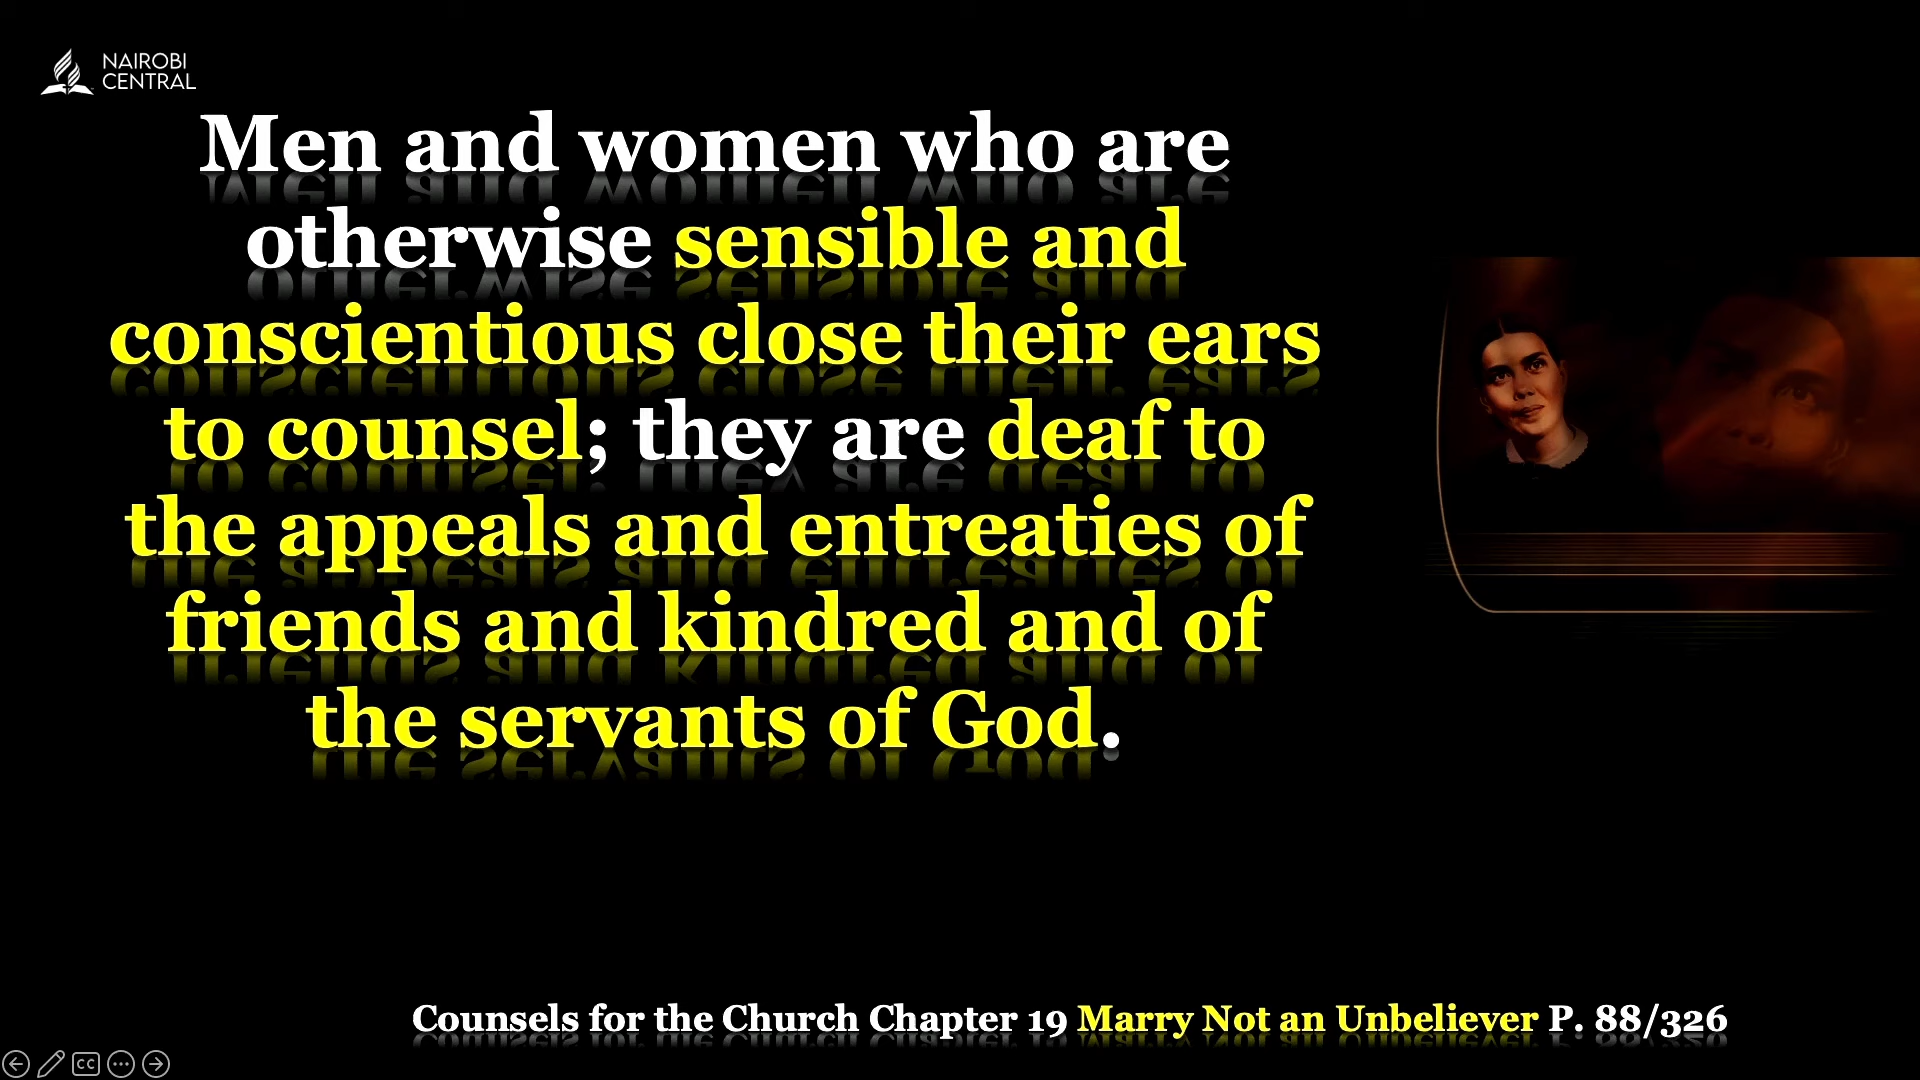 NAIROBI
CENTRAL
Men and women who are
otherwise sensible and
conscientious close their ears
to counsel; they are deaf to
the appeals and entreaties of
friends and kindred and of
the servants of God.
Counsels for the Church Chapter 19 Marry Not an Unbeliever P. 88/326
CC